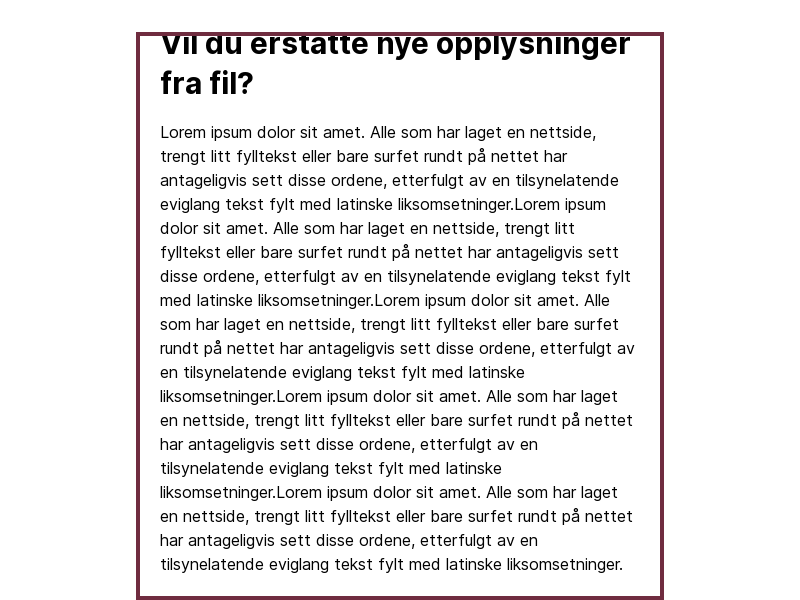 Vil du erstatte nye opplysninger
fra fil?
Lorem ipsum dolor sit amet. Alle som har laget en nettside,
trengt litt fylltekst eller bare surfet rundt på nettet har
antageligvis sett disse ordene, etterfulgt av en tilsynelatende
eviglang tekst fylt med latinske liksomsetninger.Lorem ipsum
dolor sit amet. Alle som har laget en nettside, trengt litt
fylltekst eller bare surfet rundt på nettet har antageligvis sett
disse ordene, etterfulgt av en tilsynelatende eviglang tekst fylt
med latinske liksomsetninger.Lorem ipsum dolor sit amet. Alle
som har laget en nettside, trengt litt fylltekst eller bare surfet
rundt på nettet har antageligvis sett disse ordene, etterfulgt av
en tilsynelatende eviglang tekst fylt med latinske
liksomsetninger.Lorem ipsum dolor sit amet. Alle som har laget
en nettside, trengt litt fylltekst eller bare surfet rundt på nettet
har antageligvis sett disse ordene, etterfulgt av en
tilsynelatende eviglang tekst fylt med latinske
liksomsetninger.Lorem ipsum dolor sit amet. Alle som har laget
en nettside, trengt litt fylltekst eller bare surfet rundt på nettet
har antageligvis sett disse ordene, etterfulgt av en
tilsynelatende eviglang tekst fylt med latinske liksomsetninger.